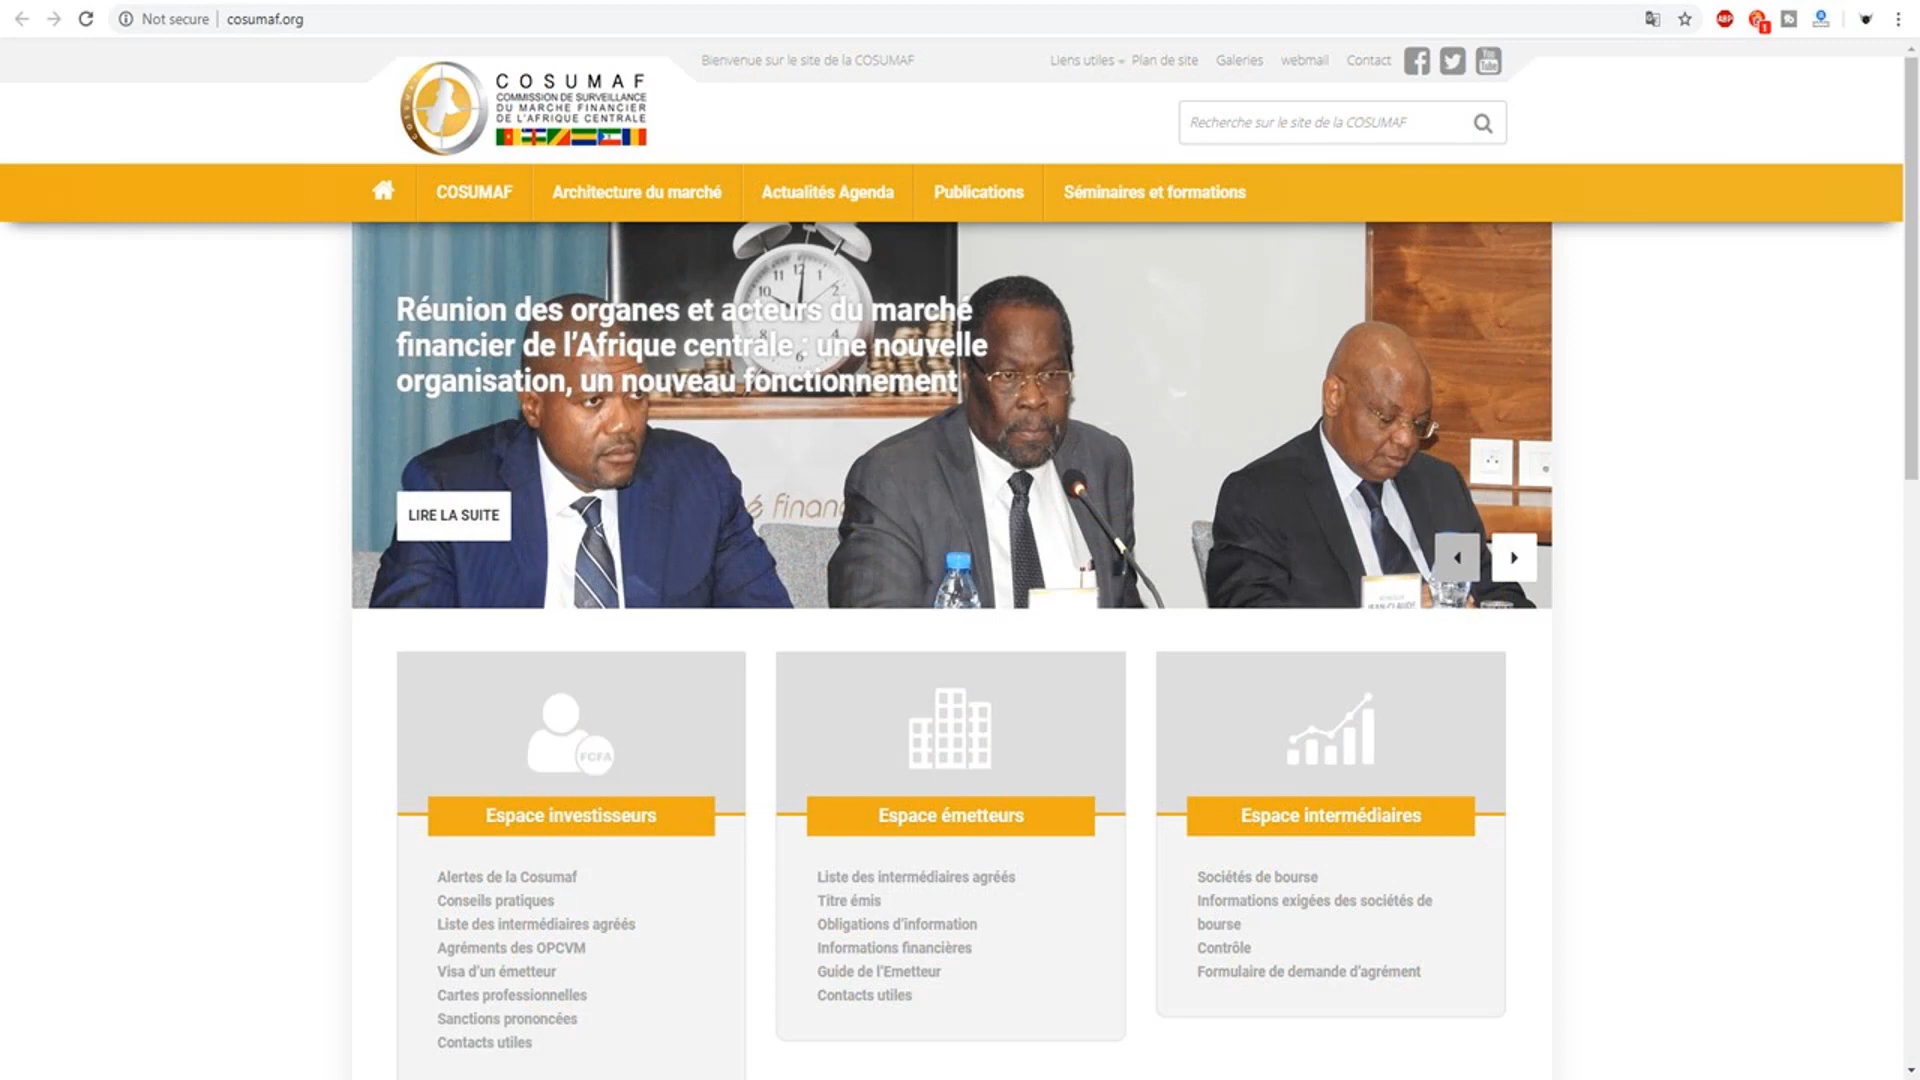 Not secure
cosumaf.org
Bienvenue sur le site de la COSUMAF
Liens utiles
Plan de site
Galeries
webmail
Contact
You
Tube
COSUMAF
COMMISSION DE SURVEILLANCE
DU MARCHE FINANCIER
DE L'AFRIQUE CENTRALE
Recherche sur le site de la COSUMAF
COSUMAF
Architecture du marché
Actualités Agenda
Publications
Séminaires et formations
Réunion des organes et acteurs du marché
financier de l'Afrique centrale : une nouvelle
organisation, un nouveau fonctionnement
LIRE LA SUITE
é finan
JEAN CLAUDE
FCFA
Espace investisseurs
Alertes de la Cosumaf
Conseils pratiques
Liste des intermédiaires agréés
Agréments des OPCVM
Visa d'un émetteur
Cartes professionnelles
Sanctions prononcées
Contacts utiles
Espace émetteurs
Liste des intermédiaires agréés
Titre émis
Obligations d'information
Informations financières
Guide de l'Emetteur
Contacts utiles
Espace intermédiaires
Sociétés de bourse
Informations exigées des sociétés de
bourse
Contrôle
Formulaire de demande d'agrément